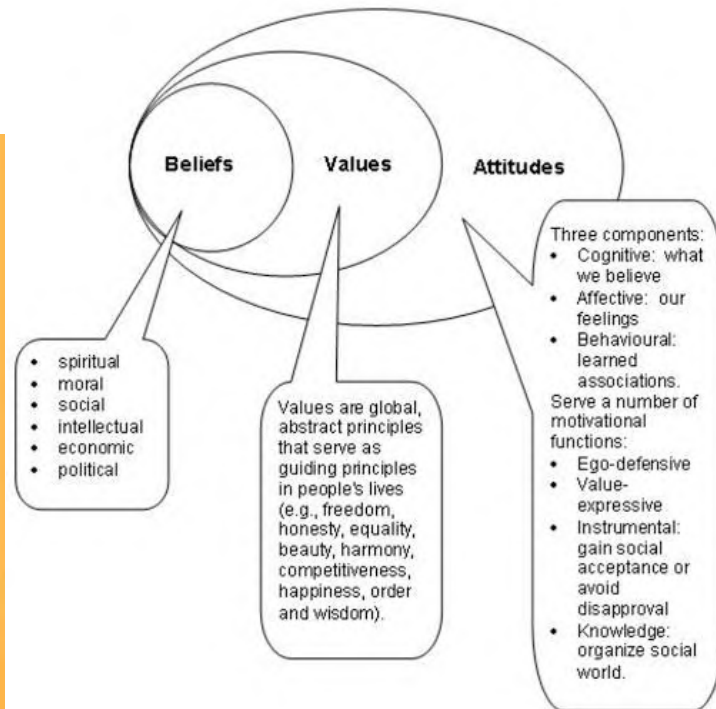 Beliefs
Values
Attitudes
• spiritual
• moral
• social
• intellectual
• economic
• political
Values are global,
abstract principles
that serve as
guiding principles
in people's lives
(e.g., freedom,
honesty, equality,
beauty, harmony,
competitiveness,
happiness, order
and wisdom).
Three components:
• Cognitive: what
we believe
• Affective: our
feelings
• Behavioural:
learned
associations.
Serve a number of
motivational
functions:
• Ego-defensive
• Value-
expressive
• Instrumental:
gain social
acceptance or
avoid
disapproval
• Knowledge:
organize social
world.